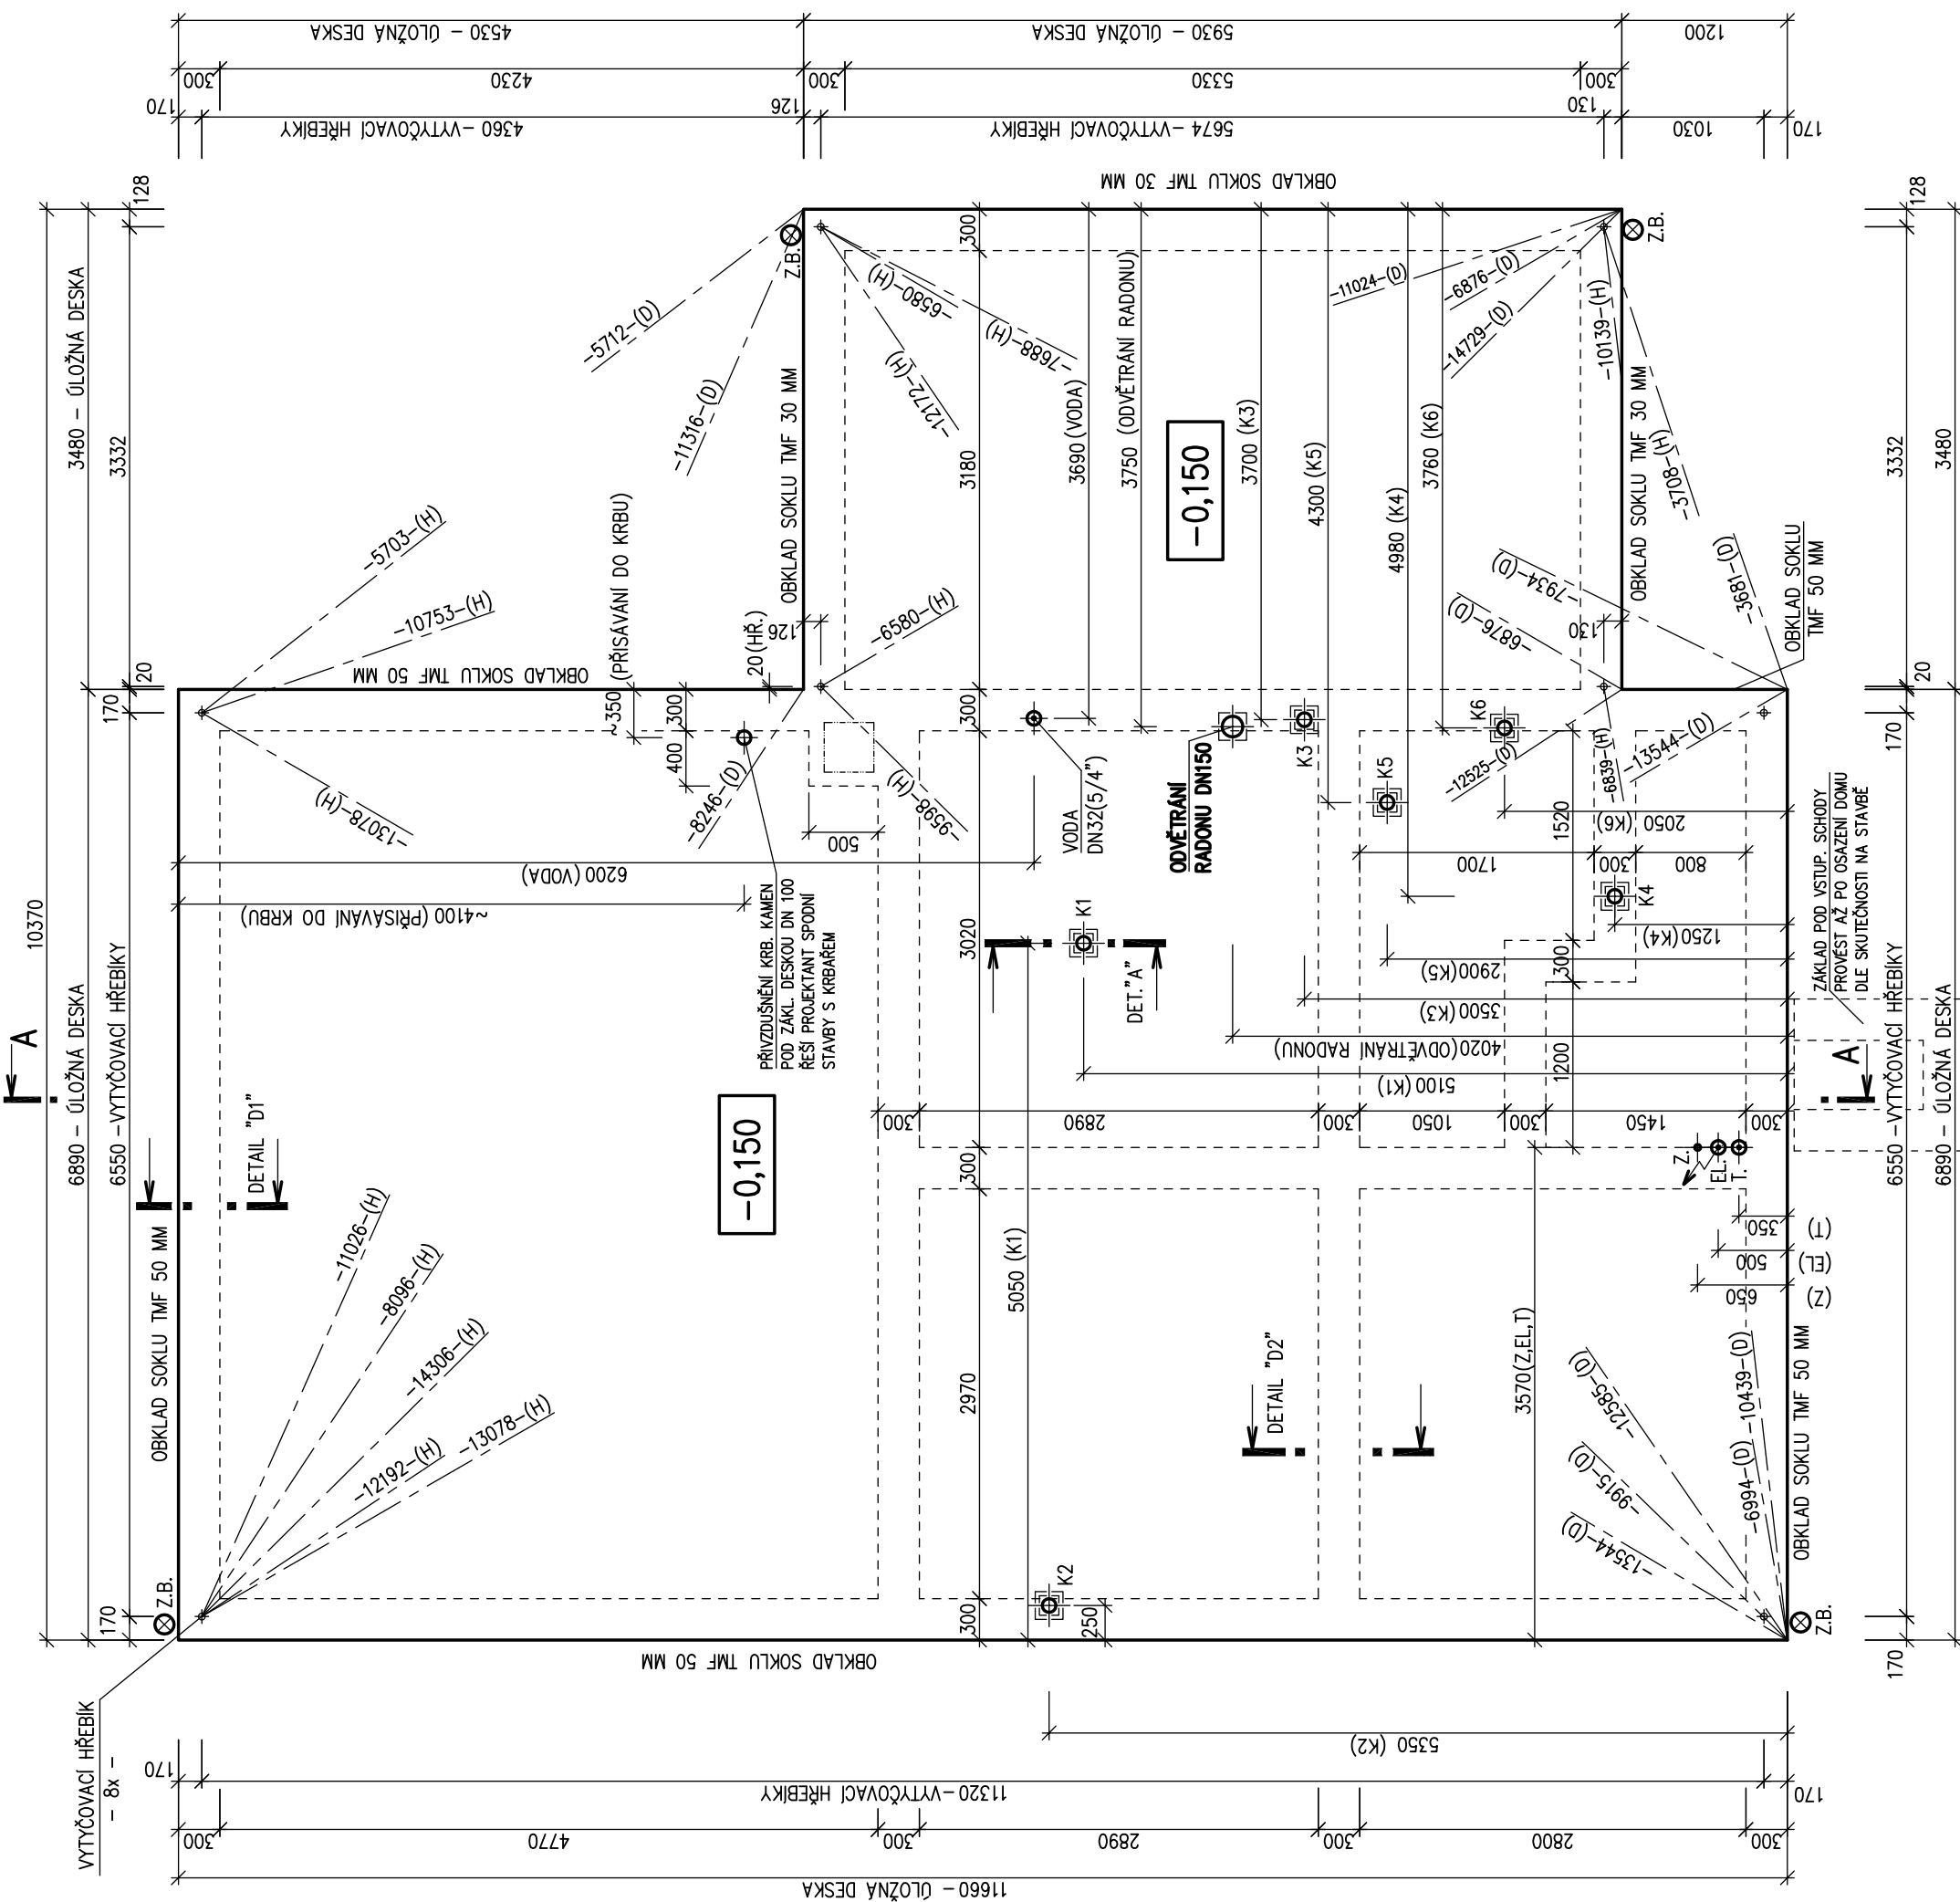 10370
3480 – ÚLOŽNÁ DESKA
6890 – ÚLOŽNÁ DESKA
3332
6550 –VYTYČOVACÍ HŘEBÍKY
128
20
170
170
A
4530 – ÚLOŽNÁ DESKA
5930 – ÚLOŽNÁ DESKA
1200
300
4230
300
5330
300
170
4360 –VYTYČOVACÍ HŘEBÍKY
126
5674 –VYTYČOVACÍ HŘEBÍKY
130
1030
170
OBKLAD SOKLU TMF 30 MM
Z.B.
Z.B.
–5712–(D)
–11316–(D)
–6580–(H)
–7688–(H)
–12172–(H)
–11024–(D)
–6876–(D)
–14729–(D)
–10139–(H)
–3708–(H)
–3681–(D)
–7934–(D)
–6876–(D)
–5703–(H)
–10753–(H)
–13078–(H)
OBKLAD SOKLU TMF 50 MM
~350 (PŘISÁVÁNÍ DO KRBU)
OBKLAD SOKLU TMF 30 MM
20(HŘ.)
126
300
3180
3690 (VODA)
3750 (ODVĚTRÁNÍ RADONU)
3700 (K3)
4300 (K5)
4980 (K4)
3760 (K6)
–0,150
OBKLAD SOKLU TMF 30 MM
130
OBKLAD SOKLU
TMF 50 MM
–6580–(H)
–9598–(H)
–8246–(D)
300
400
500
6200 (VODA)
~4100 (PŘISÁVÁNÍ DO KRBU)
PŘIVZDUŠNĚNÍ KRB. KAMEN
POD ZÁKL. DESKOU DN 100
ŘEŠÍ PROJEKTANT SPODNÍ
STAVBY S KRBAŘEM
300
3020
VODA
DN32(5/4")
ODVĚTRÁNÍ
RADONU DN150
K3
K5
K6
K4
K1
DET."A"
–12525–(D)
–6839–(H)
–13544–(D)
1520
2050 (K6)
1700
300
800
1250 (K4)
300
2900(K5)
3500 (K3)
4020(ODVĚTRÁNÍ RADONU)
5100 (K1)
1200
ZÁKLAD POD VSTUP. SCHODY
PROVÉST AŽ PO OSAZENÍ DOMU
DLE SKUTEČNOSTI NA STAVBĚ
300
2890
300
1050
300
1450
300
DETAIL "D1"
–0,150
OBKLAD SOKLU TMF 50 MM
–11026–(H)
–8096–(H)
–14306–(H)
–12192–(H)
–13078–(H)
300
2970
300
5050 (K1)
250
K2
DETAIL "D2"
3570(Z,EL,T)
Z.
EL.
T.
350
(T)
500
(EL)
650
(Z)
–12585–(D)
–9915–(D)
–13544–(D)
–10439–(D)
–6994–(D)
OBKLAD SOKLU TMF 50 MM
Z.B.
Z.B.
OBKLAD SOKLU TMF 50 MM
128
3332
3480
20
170
A
6550 –VYTYČOVACÍ HŘEBÍKY
6890 – ÚLOŽNÁ DESKA
170
VYTYČOVACÍ HŘEBÍK
– 8x –
5350 (K2)
170
11320–VYTYČOVACÍ HŘEBÍKY
170
300
4770
300
2890
300
2800
300
11660 – ÚLOŽNÁ DESKA